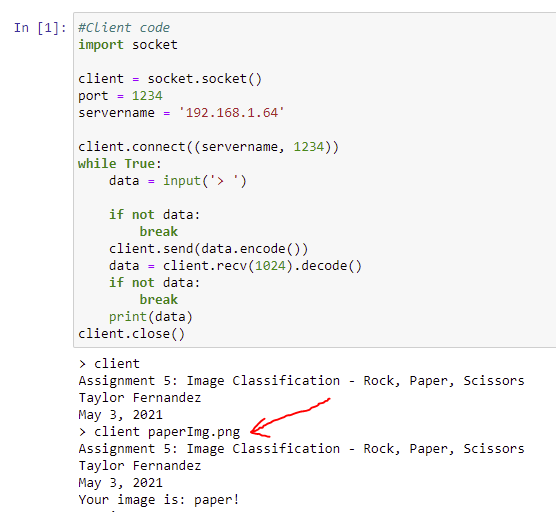 In [1]: #Client code
import socket
client = socket.socket()
port = 1234
servername = '192.168.1.64'
client.connect((servername, 1234))
while True:
    data = input('> ')
    if not data:
        break
    client.send(data.encode())
    data = client.recv(1024).decode()
    if not data:
        break
    print(data)
client.close()
> client
Assignment 5: Image Classification - Rock, Paper, Scissors
Taylor Fernandez
May 3, 2021
> client paperImg.png
Assignment 5: Image Classification - Rock, Paper, Scissors
Taylor Fernandez
May 3, 2021
Your image is: paper!